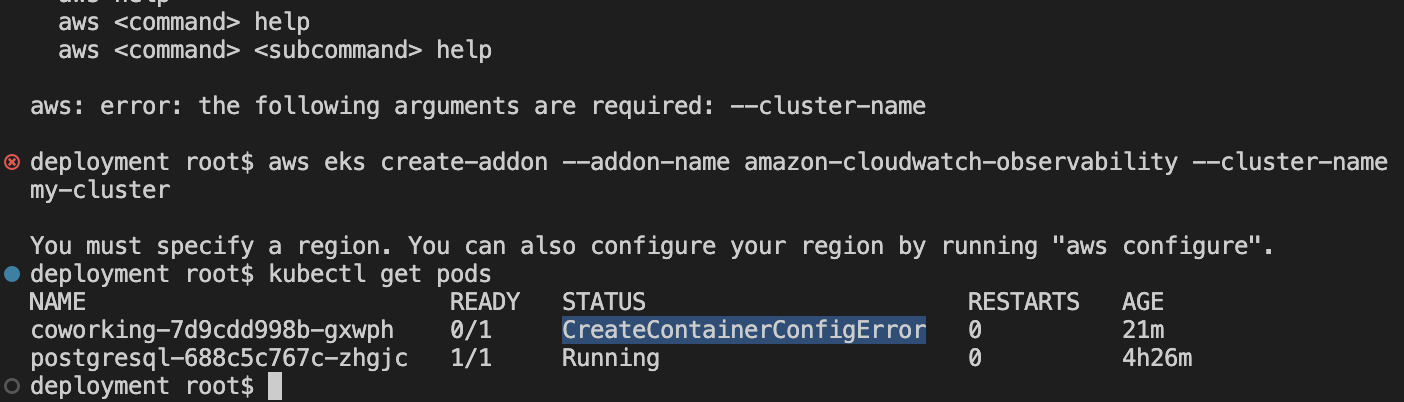 aws help
aws <command> help
aws <command> <subcommand> help
aws: error: the following arguments are required: --cluster-name
deployment root$ aws eks create-addon --addon-name amazon-cloudwatch-observability --cluster-name
my-cluster
You must specify a region. You can also configure your region by running "aws configure".
deployment root$ kubectl get pods
NAME READY STATUS RESTARTS AGE
coworking-7d9cdd998b-gxwph 0/1 CreateContainerConfigError 0 21m
postgresql-688c5c767c-zhgjc 1/1 Running 0 4h26m
deployment root$